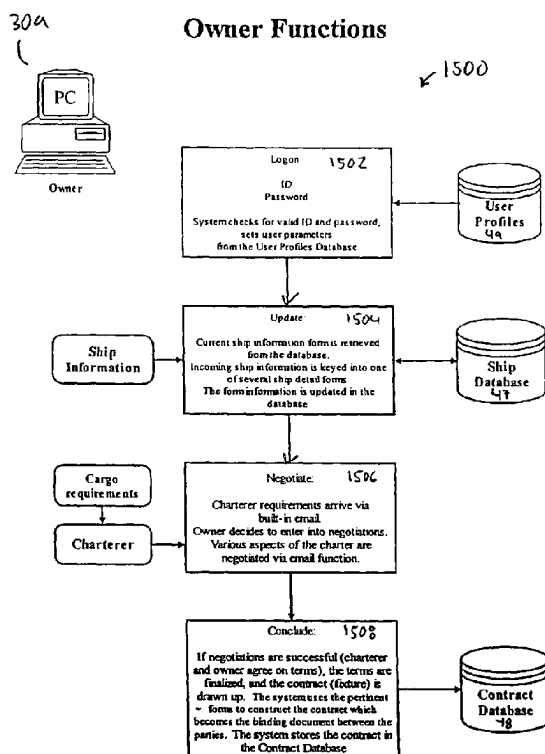 30a
Owner Functions
1500
PC
Owner
Logon 1502
ID
Password
System checks for valid ID and password,
sets user parameters
from the User Profiles Database
User
Profiles
49
Update: 1504
Current ship information form is retrieved
from the database.
Incoming ship information is keyed into one
of several ship detail forms
The form information is updated in the
database
Ship
Information
Ship
Database
47
Negotiate: 1506
Charterer requirements arrive via
built-in email.
Owner decides to enter into negotiations.
Various aspects of the charter are
negotiated via email function.
Cargo
requirements
Charterer
Conclude: 1508
If negotiations are successful (charterer
and owner agree on terms), the terms are
finalized, and the contract (fixture) is
drawn up. The system uses the pertinent
forms to construct the contract which
becomes the binding document between the
parties. The system stores the contract in
the Contract Database
Contract
Database
48